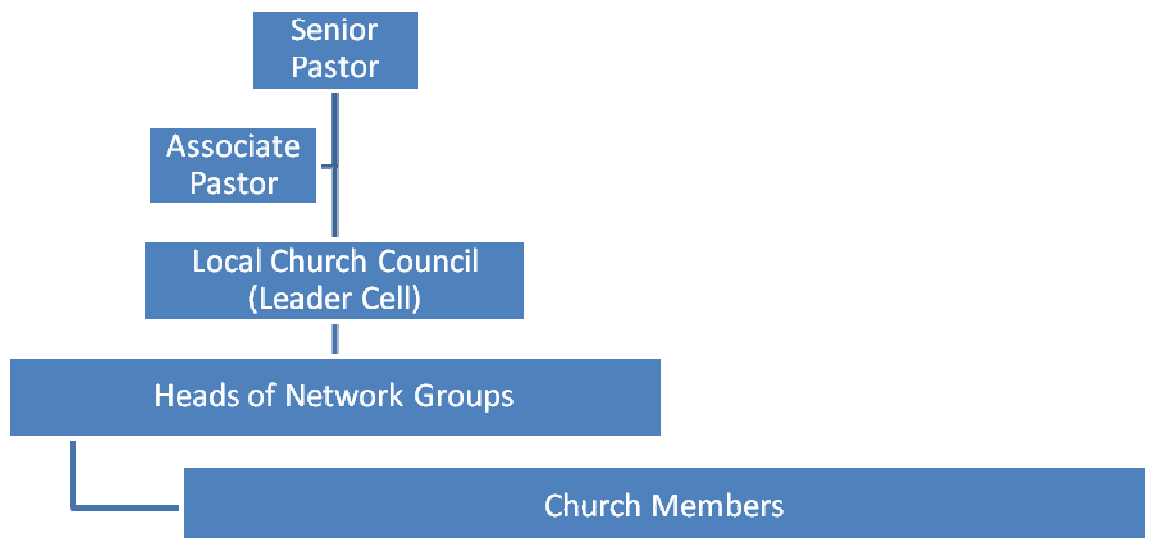 Senior
Pastor
Associate
Pastor
Local Church Council
(Leader Cell)
Heads of Network Groups
Church Members